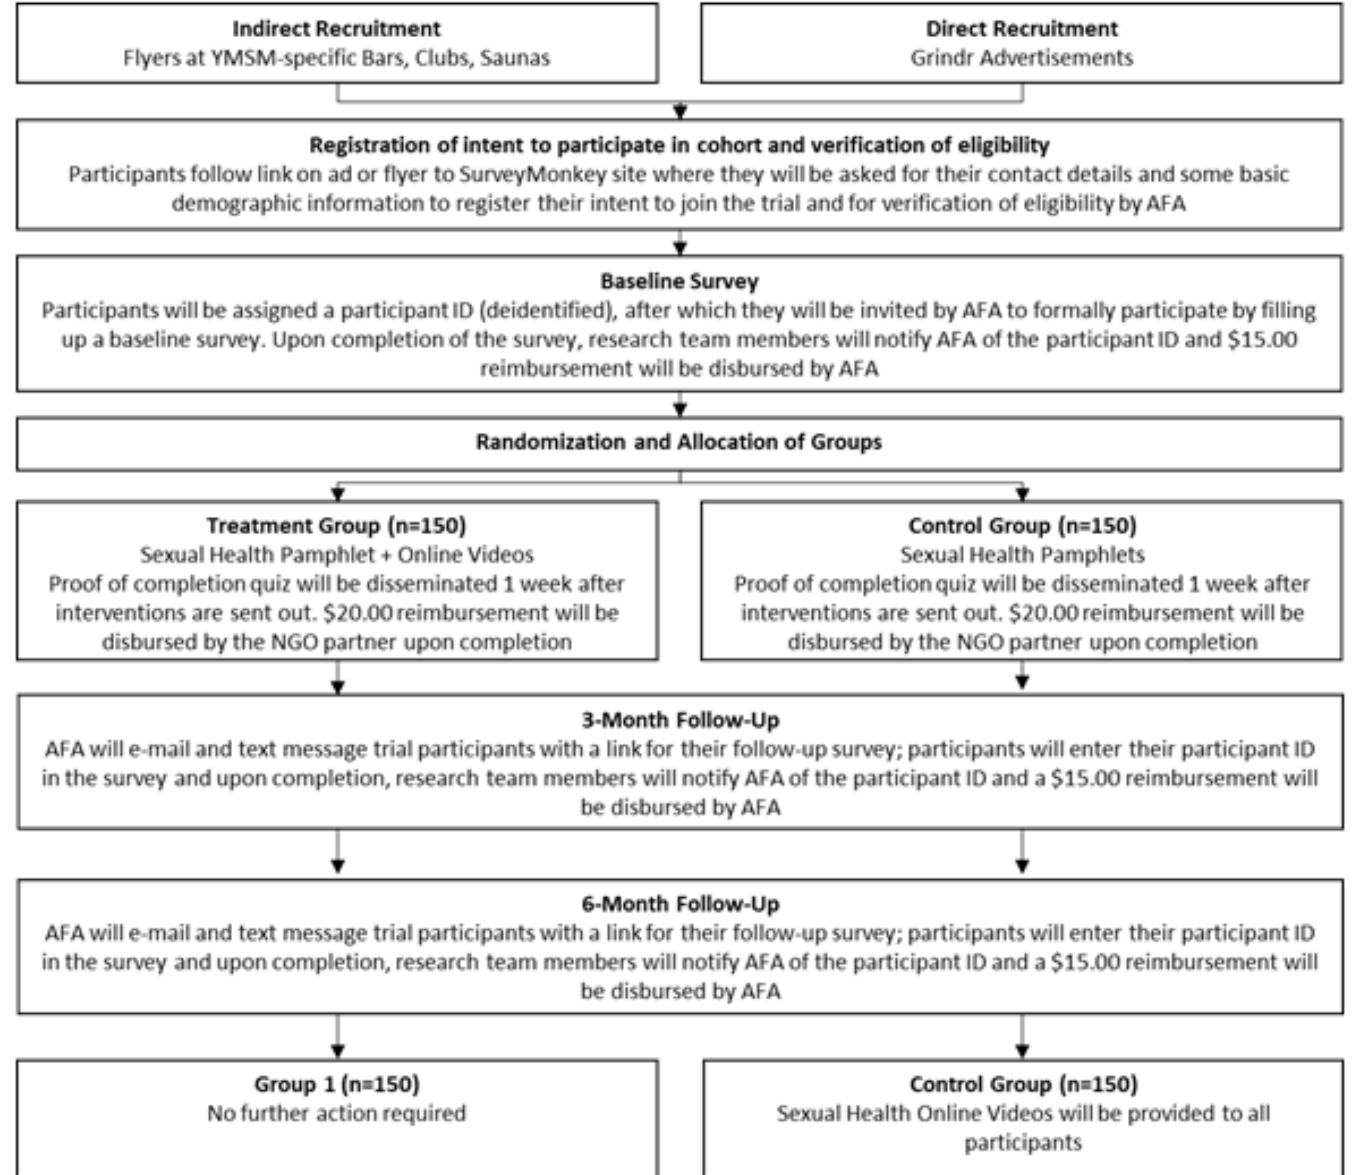 Indirect Recruitment
Flyers at YMSM-specific Bars, Clubs, Saunas
Direct Recruitment
Grindr Advertisements
Registration of intent to participate in cohort and verification of eligibility
Participants follow link on ad or flyer to SurveyMonkey site where they will be asked for their contact details and some basic
demographic information to register their intent to join the trial and for verification of eligibility by AFA
Baseline Survey
Participants will be assigned a participant ID (deidentified), after which they will be invited by AFA to formally participate by filling
up a baseline survey. Upon completion of the survey, research team members will notify AFA of the participant ID and $15.00
reimbursement will be disbursed by AFA
Randomization and Allocation of Groups
Treatment Group (n=150)
Sexual Health Pamphlet + Online Videos
Proof of completion quiz will be disseminated 1 week after
interventions are sent out. $20.00 reimbursement will be
disbursed by the NGO partner upon completion
Control Group (n=150)
Sexual Health Pamphlets
Proof of completion quiz will be disseminated 1 week after
interventions are sent out. $20.00 reimbursement will be
disbursed by the NGO partner upon completion
3-Month Follow-Up
AFA will e-mail and text message trial participants with a link for their follow-up survey; participants will enter their participant ID
in the survey and upon completion, research team members will notify AFA of the participant ID and a $15.00 reimbursement will
be disbursed by AFA
6-Month Follow-Up
AFA will e-mail and text message trial participants with a link for their follow-up survey; participants will enter their participant ID
in the survey and upon completion, research team members will notify AFA of the participant ID and a $15.00 reimbursement will
be disbursed by AFA
Group 1 (n=150)
No further action required
Control Group (n=150)
Sexual Health Online Videos will be provided to all
participants